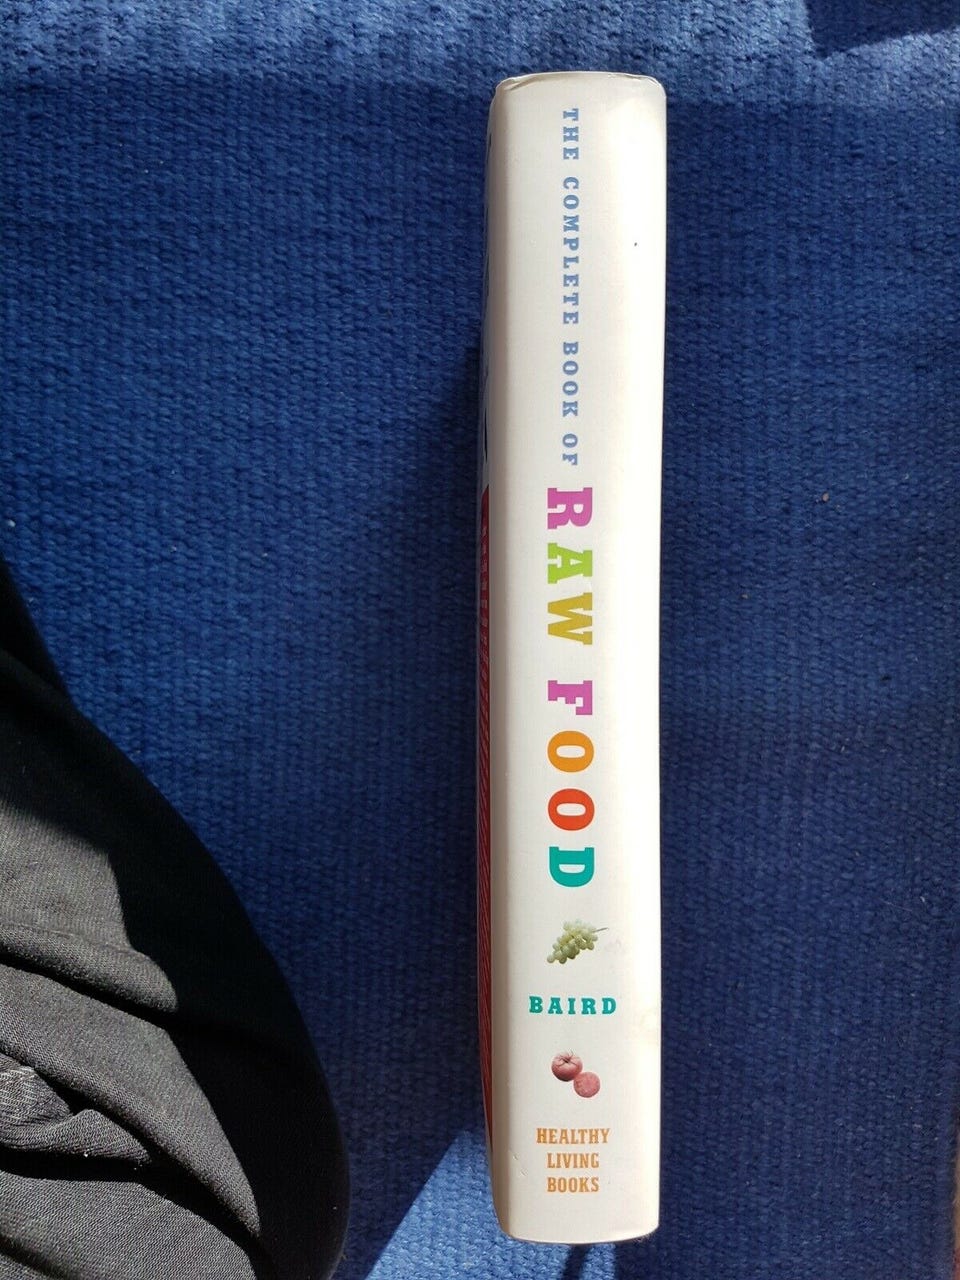 THE COMPLETE BOOK OF RAW FOOD
BAIRD
HEALTHY
LIVING
BOOKS